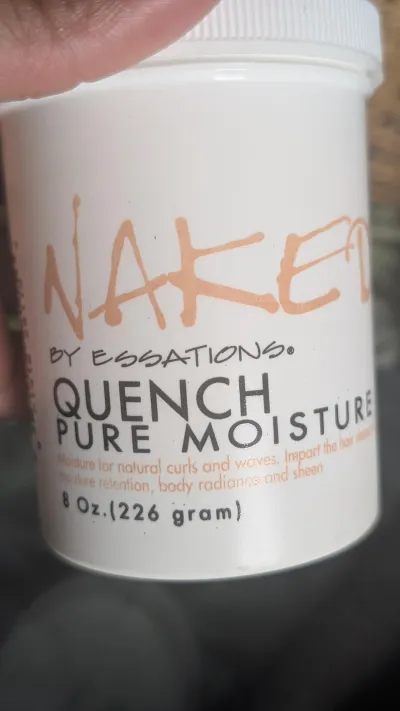 NAKED
BY ESSATIONS®
QUENCH
PURE MOISTURE
Moisture for natural curls and waves. Impart the hair
moisture retention, body radiance and sheen
8 Oz.(226 gram)